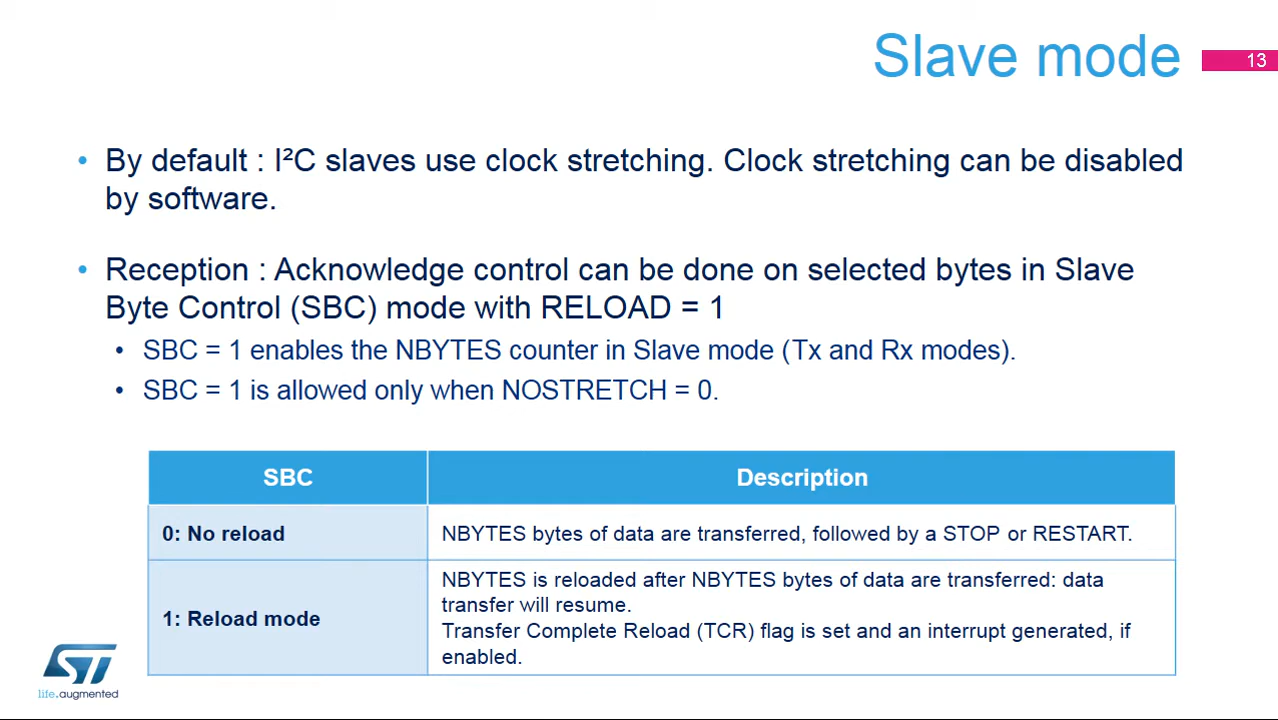 Slave mode
13
• By default : I²C slaves use clock stretching. Clock stretching can be disabled
by software.
• Reception : Acknowledge control can be done on selected bytes in Slave
Byte Control (SBC) mode with RELOAD = 1
• SBC = 1 enables the NBYTES counter in Slave mode (Tx and Rx modes).
• SBC = 1 is allowed only when NOSTRETCH = 0.
SBC
Description
0: No reload
NBYTES bytes of data are transferred, followed by a STOP or RESTART.
1: Reload mode
NBYTES is reloaded after NBYTES bytes of data are transferred: data
transfer will resume.
Transfer Complete Reload (TCR) flag is set and an interrupt generated, if
enabled.
ST
life.augmented